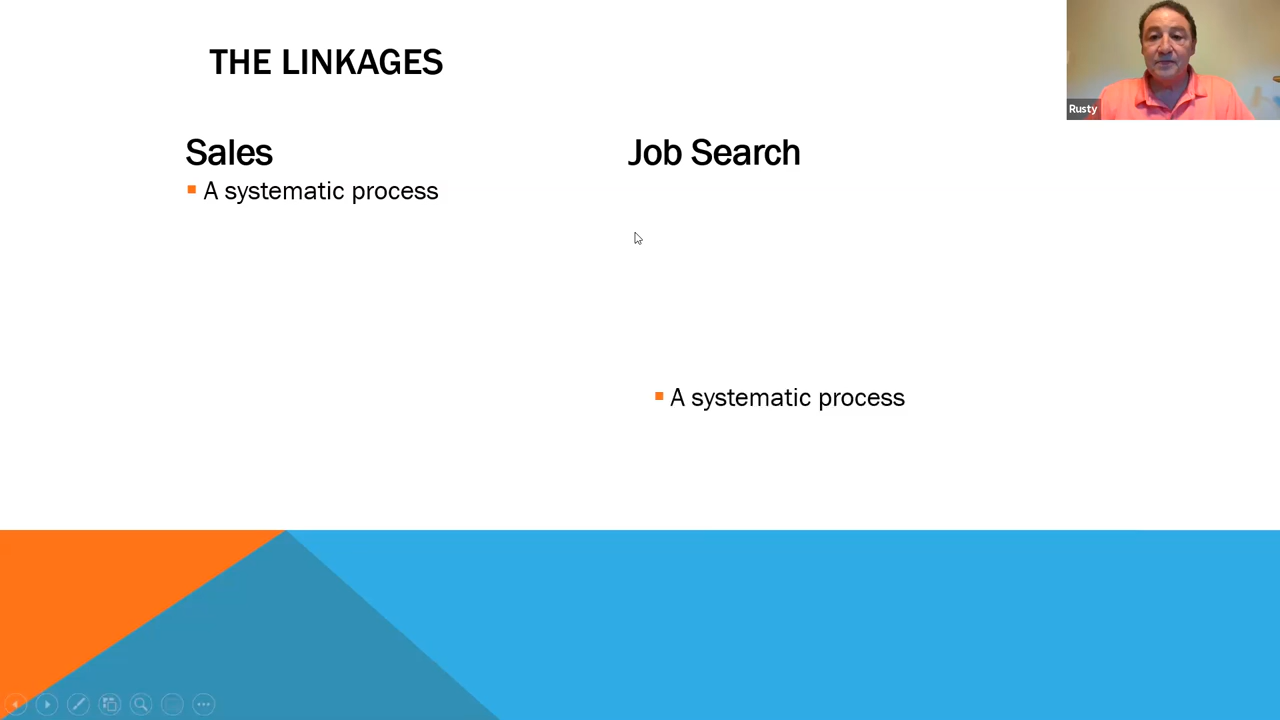 THE LINKAGES
Rusty
Sales
A systematic process
Job Search
A systematic process